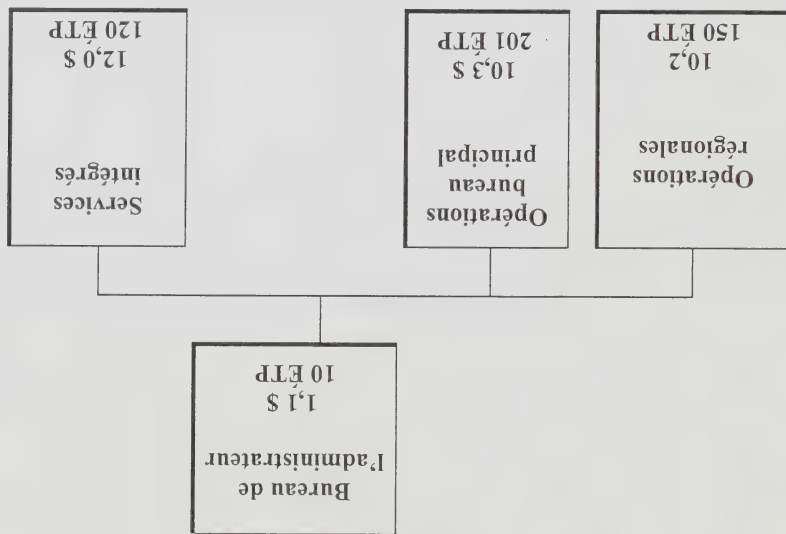 Bureau de
l'administrateur
1,1 $
10 ÉTP
Opérations
régionales
10,2
150 ÉTP
Opérations
bureau
principal
10,3 $
201 ÉTP
Services
intégrés
12,0 $
120 ÉTP